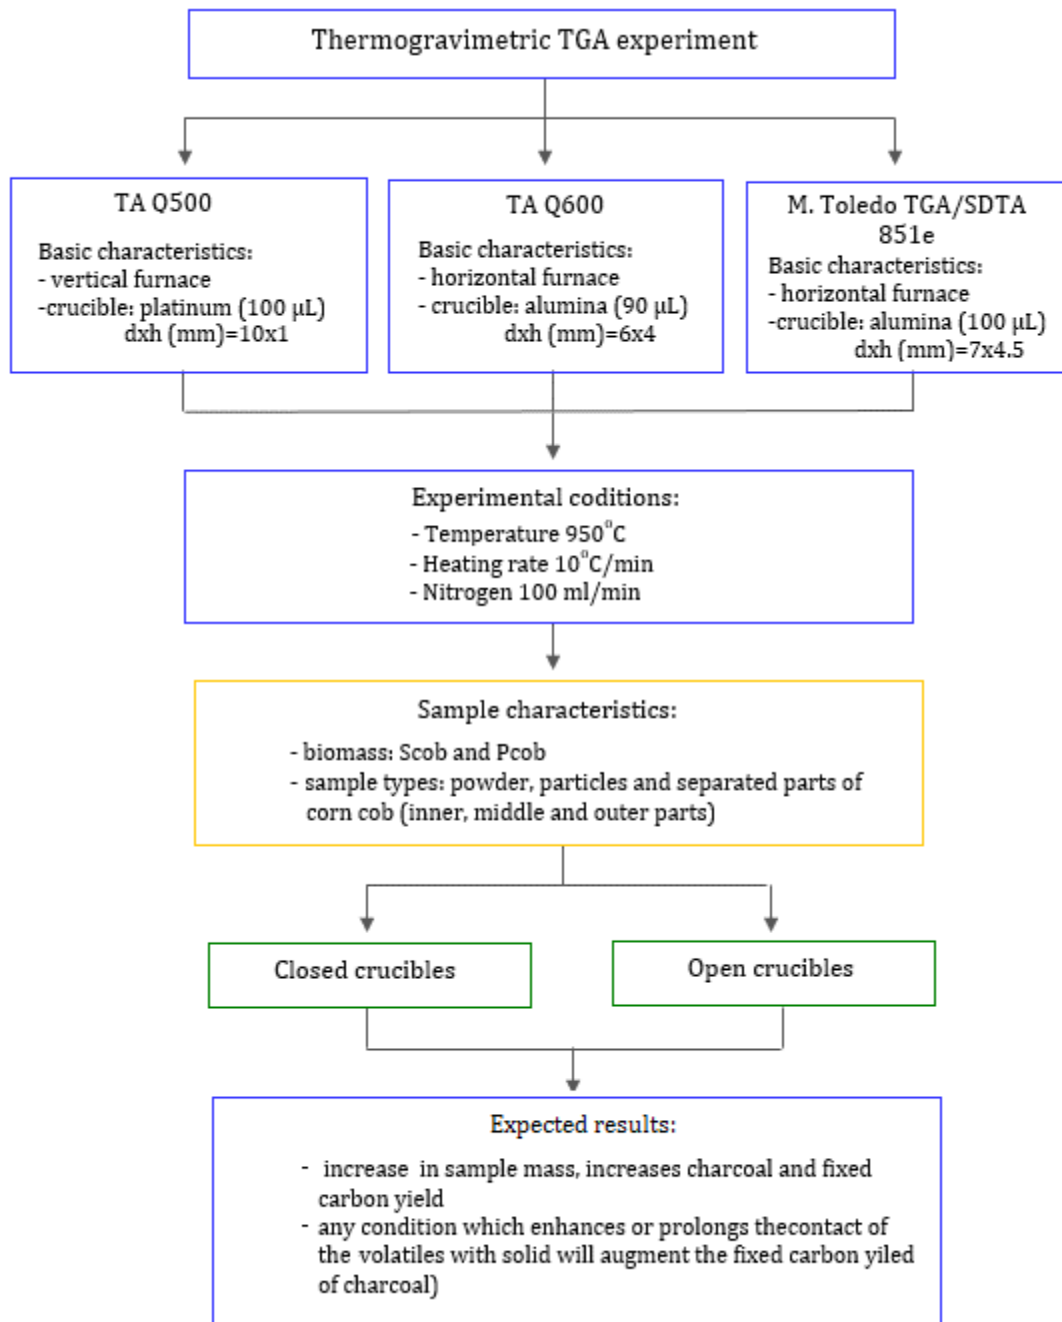 Thermogravimetric TGA experiment
TA Q500
Basic characteristics:
- vertical furnace
-crucible: platinum (100 µL)
dxh (mm)=10x1
TA Q600
Basic characteristics:
- horizontal furnace
- crucible: alumina (90 µL)
dxh (mm)=6x4
M. Toledo TGA/SDTA
851e
Basic characteristics:
- horizontal furnace
-crucible: alumina (100 µL)
dxh (mm)=7x4.5
Experimental coditions:
- Temperature 950°C
- Heating rate 10°C/min
- Nitrogen 100 ml/min
Sample characteristics:
- biomass: Scob and Pcob
- sample types: powder, particles and separated parts of
corn cob (inner, middle and outer parts)
Closed crucibles
Open crucibles
Expected results:
- increase in sample mass, increases charcoal and fixed
carbon yield
- any condition which enhances or prolongs thecontact of
the volatiles with solid will augment the fixed carbon yiled
of charcoal)